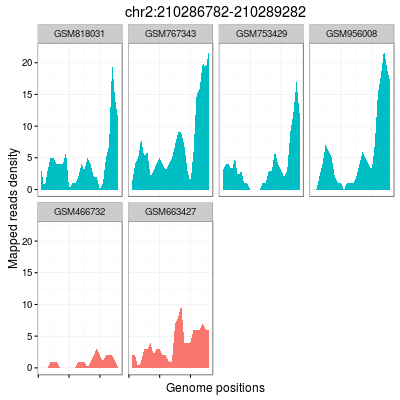 chr2:210286782-210289282
GSM818031 GSM767343 GSM753429 GSM956008
20
15
10
5
0
GSM466732 GSM663427
20
15
10
5
0
Mapped reads density
Genome positions